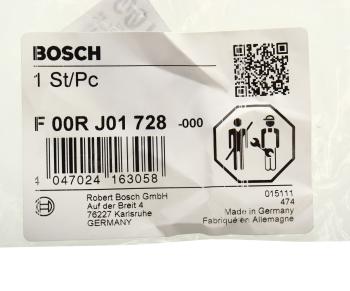 BOSCH
1 St/Pc
F 00R J01 728 -000
4 047024 163058
Robert Bosch GmbH
Auf der Breit 4
76227 Karlsruhe
GERMANY
015111
474
Made in Germany
Fabriqué en Allemagne